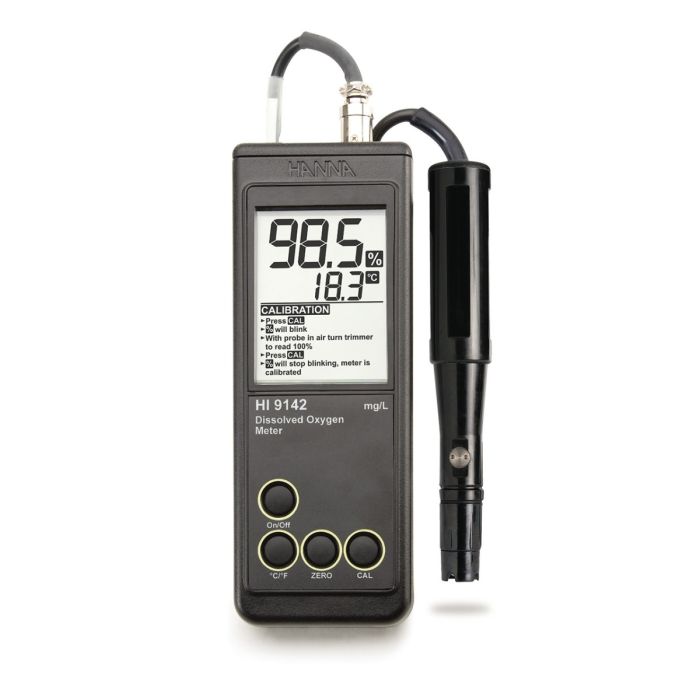 HANNA
98.5 %
18.3 °C
CALIBRATION
►Press CAL
►% will blink
►With probe in air turn trimmer
to read 100%
►Press CAL
►% will stop blinking, meter is
calibrated
HI 9142 mg/L
Dissolved Oxygen
Meter
On/Off
°C/°F ZERO CAL